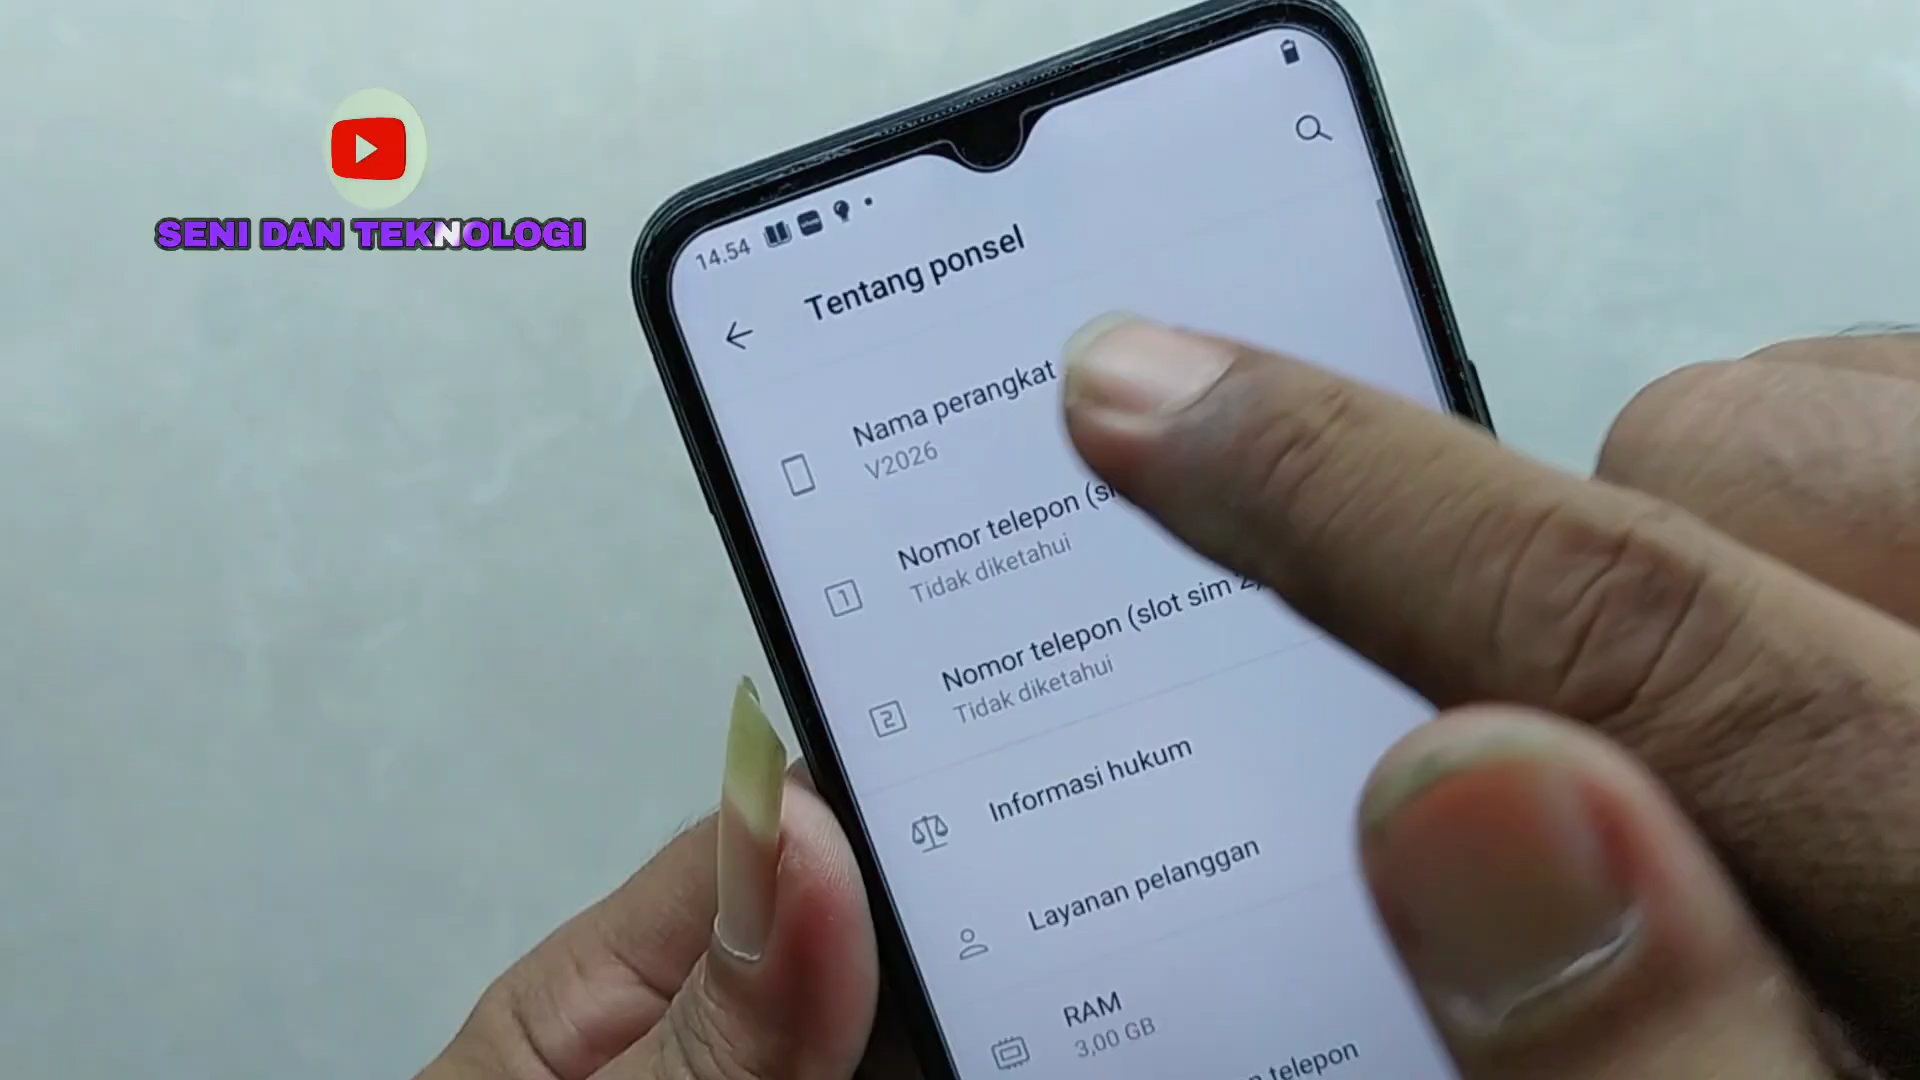 SENI DAN TEKNOLOGI
14.54
Tentang ponsel
Nama perangkat
V2026
Nomor telepon
Tidak diketahui
Nomor telepon (slot sim 2)
Tidak diketahui
Informasi hukum
Layanan pelanggan
RAM
3,00 GB
telepon